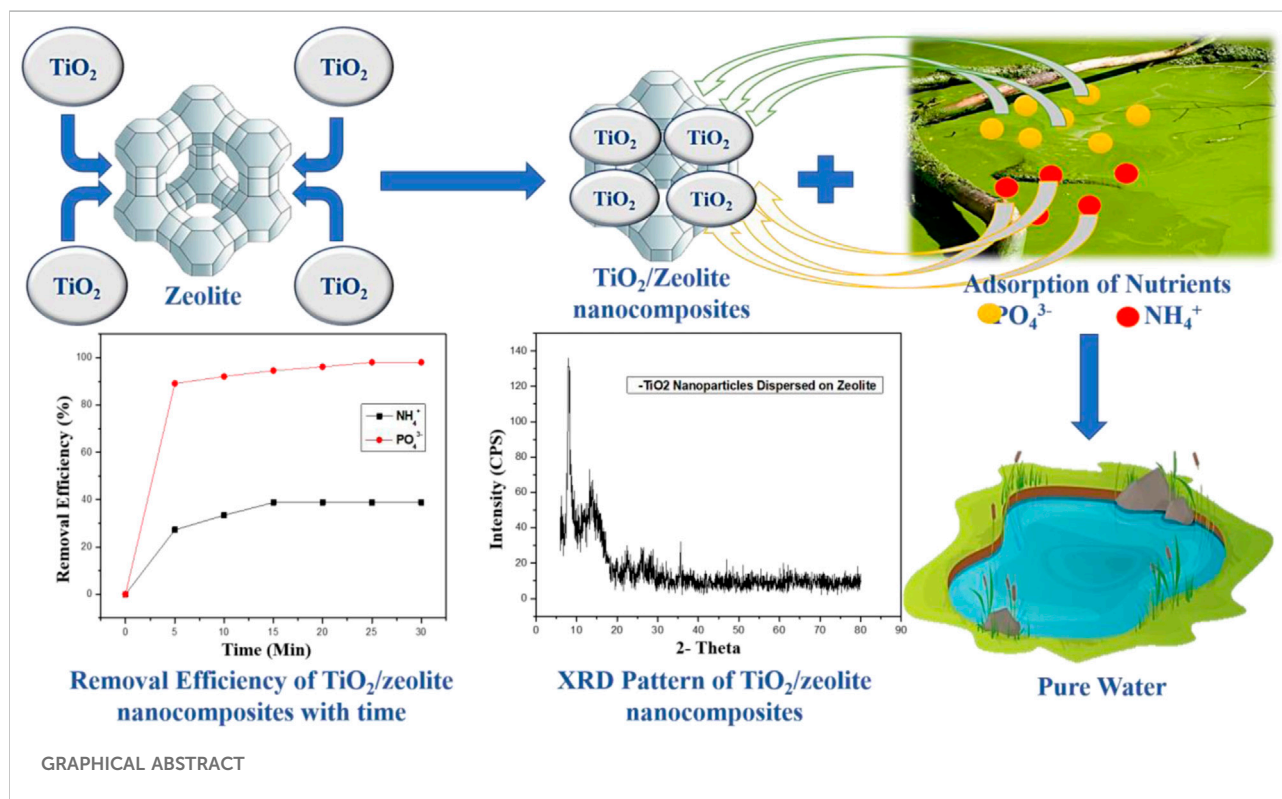 TiO₂
TiO₂
TiO₂
TiO₂
Zeolite
TiO₂
TiO₂
TiO₂
TiO₂
TiO₂/Zeolite
nanocomposites
Adsorption of Nutrients
PO₄³⁻
NH₄⁺
Removal Efficiency (%)
100
80
60
40
20
0
NH₄⁺
PO₄³⁻
0 5 10 15 20 25 30
Time (Min)
Removal Efficiency of TiO₂/zeolite
nanocomposites with time
Intensity (CPS)
140
120
100
80
60
40
20
0
-TiO2 Nanoparticles Dispersed on Zeolite
0 10 20 30 40 50 60 70 80 90
2- Theta
XRD Pattern of TiO₂/zeolite
nanocomposites
Pure Water
GRAPHICAL ABSTRACT